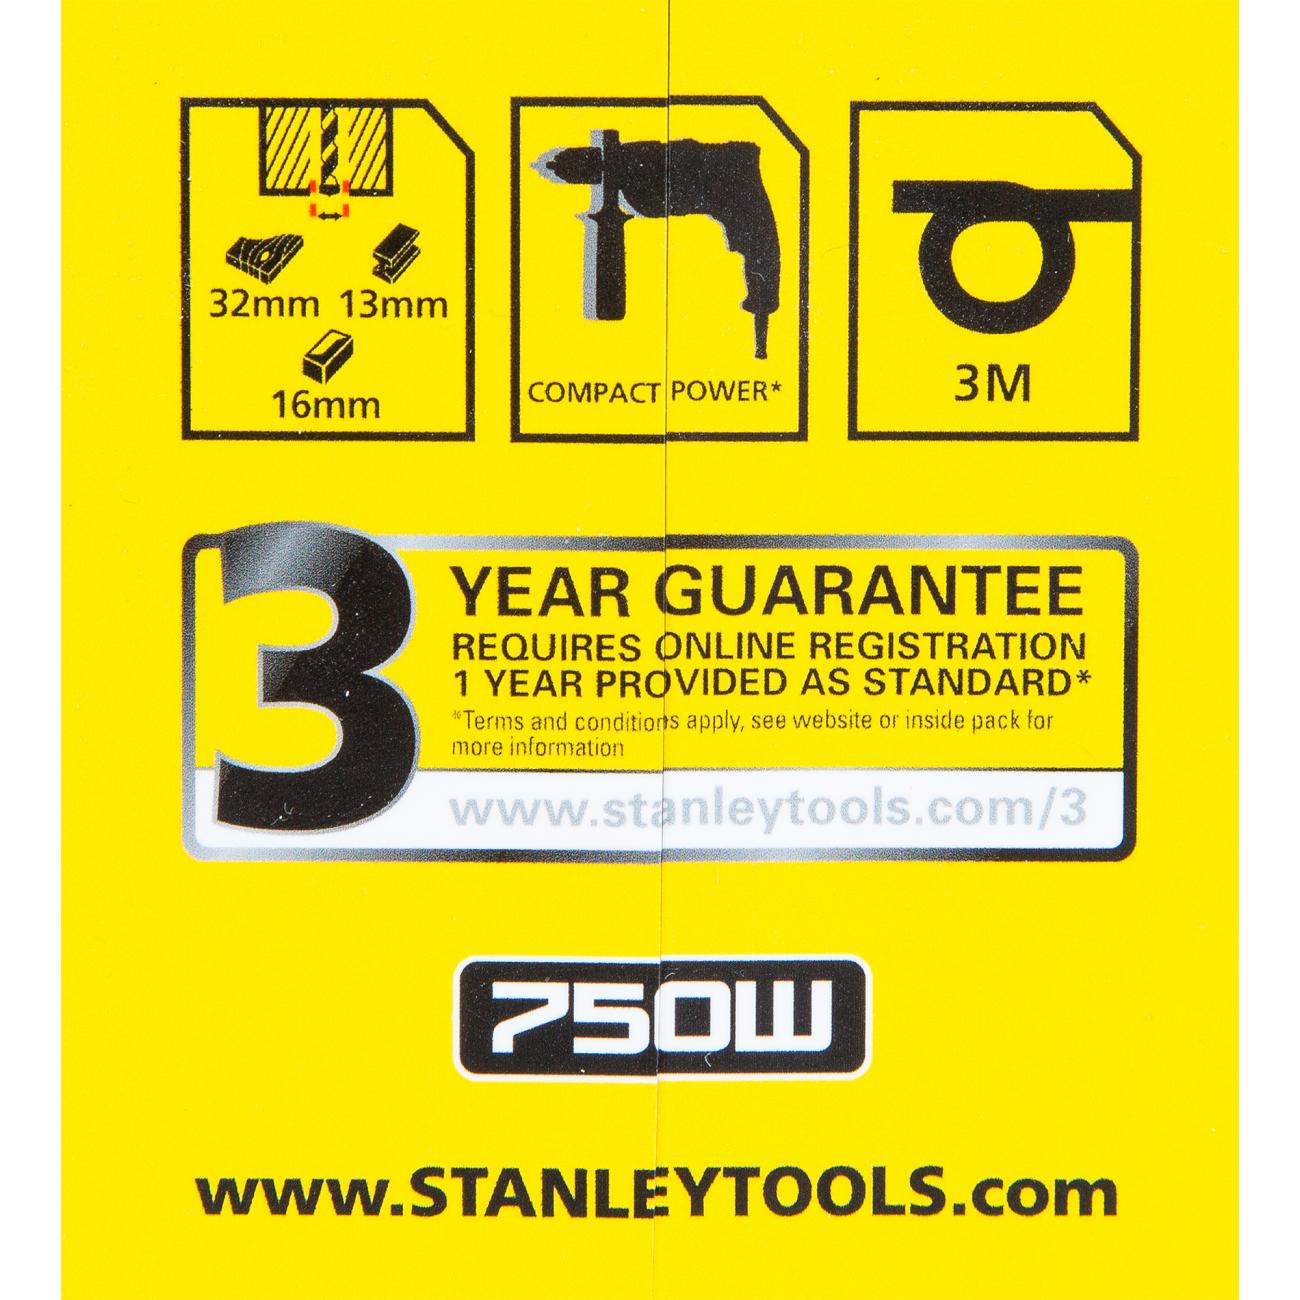 32mm 13mm
16mm
COMPACT POWER*
3M
3 YEAR GUARANTEE
REQUIRES ONLINE REGISTRATION
1 YEAR PROVIDED AS STANDARD*
*Terms and conditions apply, see website or inside pack for
more information
www.stanleytools.com/3
750W
www.STANLEYTOOLS.com